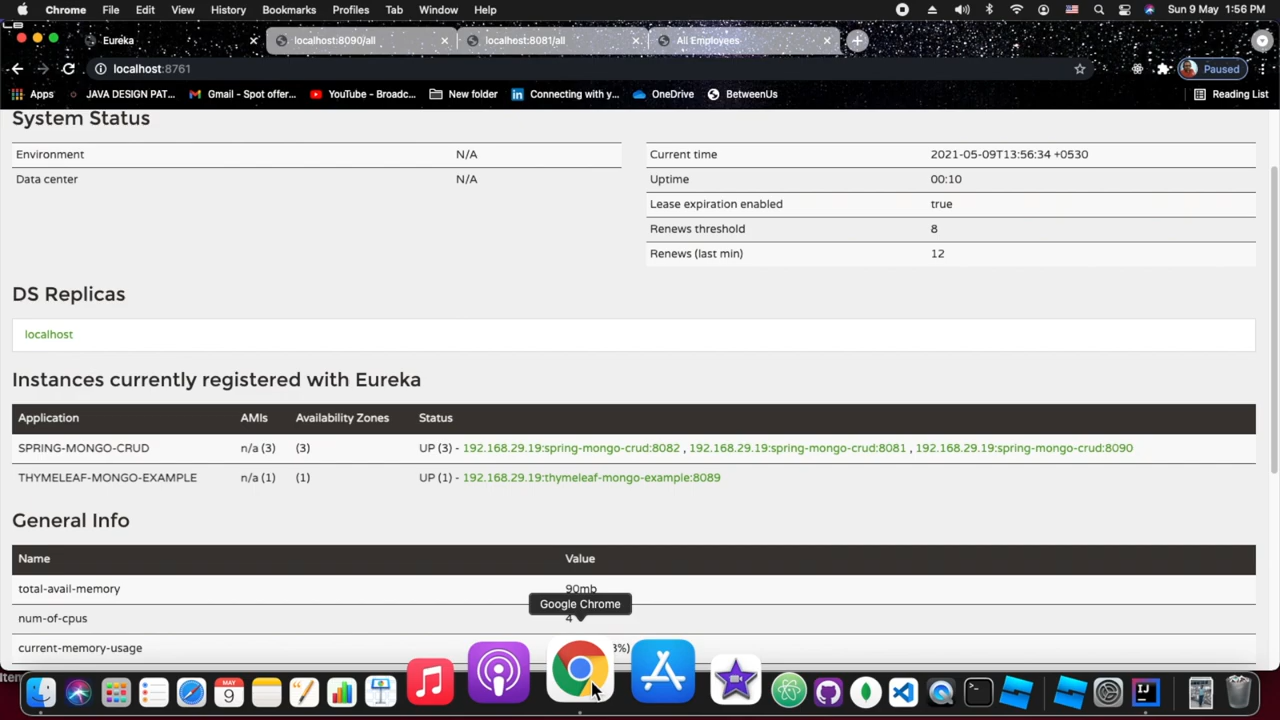 Chrome File Edit View History Bookmarks Profiles Tab Window Help Sun 9 May 1:56 PM
Eureka localhost:8090/all localhost:8081/all All Employees
localhost:8761 Paused
Apps JAVA DESIGN PAT... Gmail - Spot offer... YouTube - Broadc... New folder Connecting with y... OneDrive BetweenUs Reading List
System Status
Environment N/A Current time 2021-05-09T13:56:34 +0530
Data center N/A Uptime 00:10
Lease expiration enabled true
Renews threshold 8
Renews (last min) 12
DS Replicas
localhost
Instances currently registered with Eureka
Application AMIs Availability Zones Status
SPRING-MONGO-CRUD n/a (3) (3) UP (3) - 192.168.29.19:spring-mongo-crud:8082 , 192.168.29.19:spring-mongo-crud:8081 , 192.168.29.19:spring-mongo-crud:8090
THYMELEAF-MONGO-EXAMPLE n/a (1) (1) UP (1) - 192.168.29.19:thymeleaf-mongo-example:8089
General Info
Name Value
total-avail-memory 90mb
Google Chrome
num-of-cpus 4
current-memory-usage
MAY
9